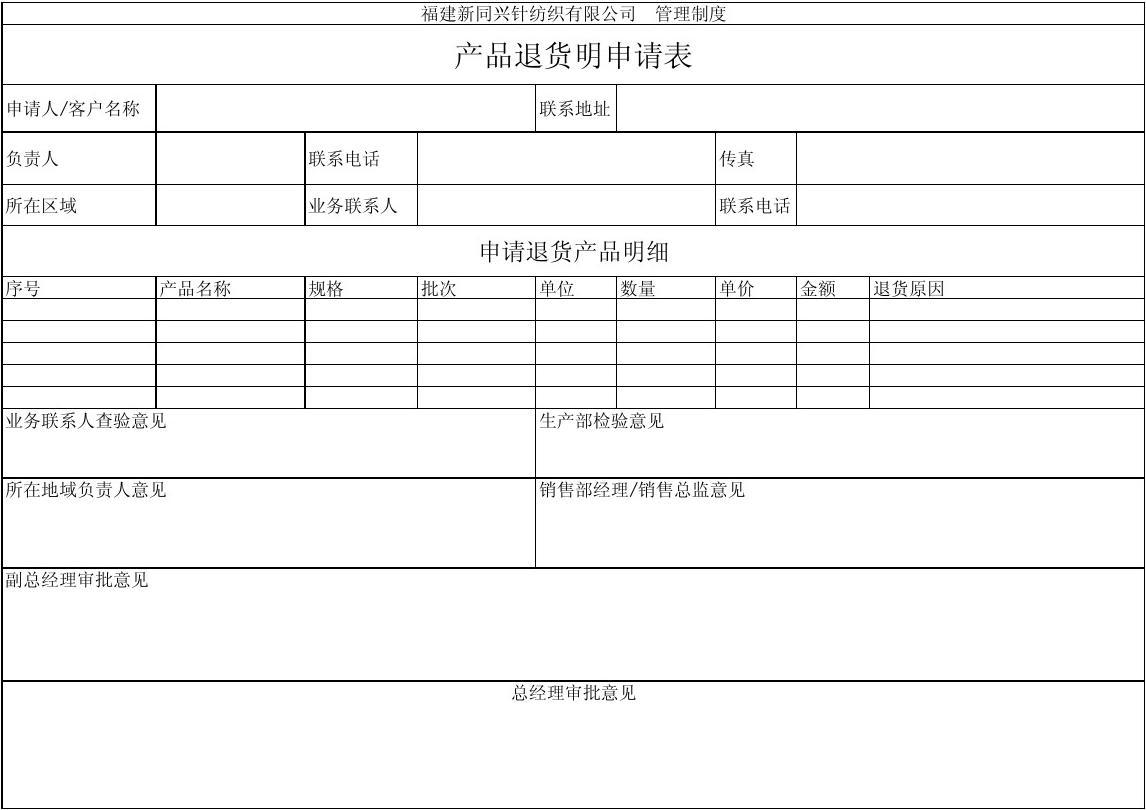 福建新同兴针纺织有限公司 管理制度
产品退货明申请表
申请人/客户名称 联系地址
负责人 联系电话 传真
所在区域 业务联系人 联系电话
申请退货产品明细
序号 产品名称 规格 批次 单位 数量 单价 金额 退货原因
业务联系人查验意见 生产部检验意见
所在地域负责人意见 销售部经理/销售总监意见
副总经理审批意见
总经理审批意见